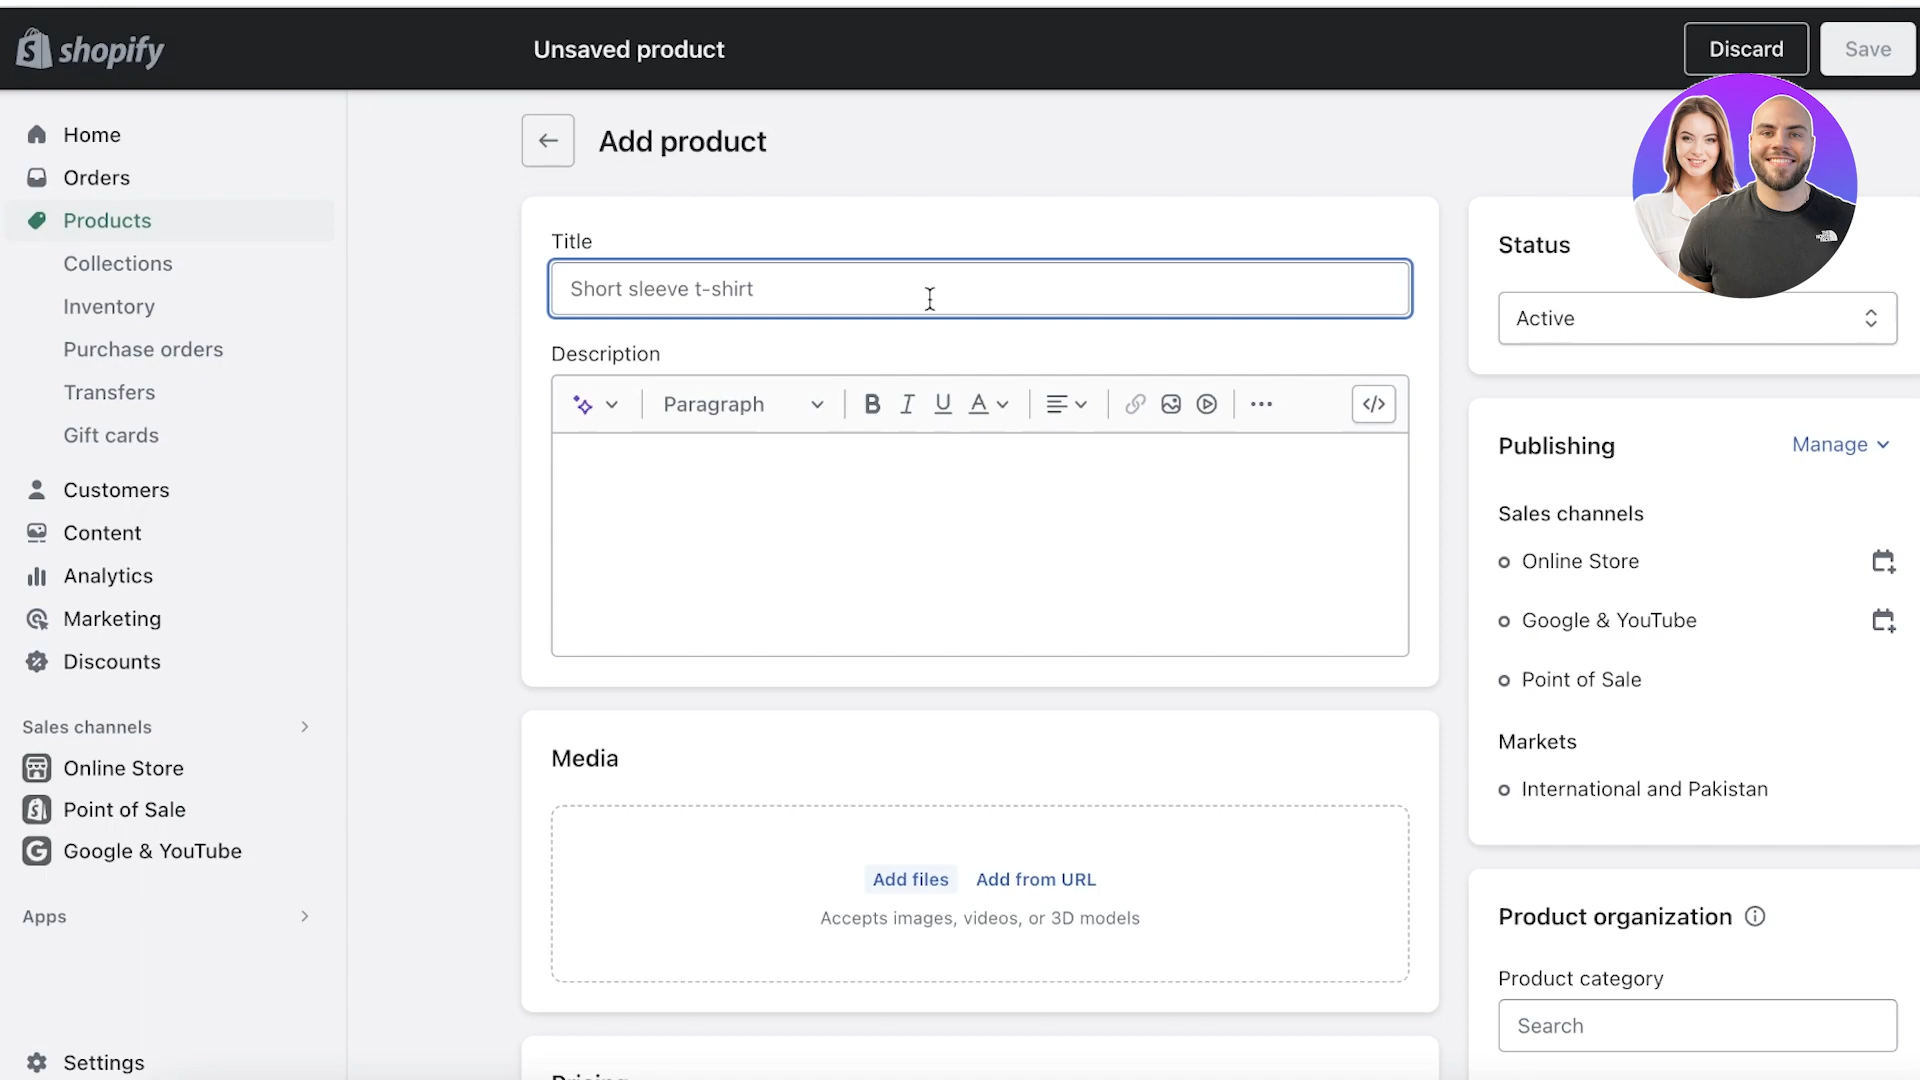 shopify
Unsaved product
Discard
Save
Home
Orders
Products
Collections
Inventory
Purchase orders
Transfers
Gift cards
Customers
Content
Analytics
Marketing
Discounts
Sales channels
Online Store
Point of Sale
Google & YouTube
Apps
Settings
Add product
Title
Short sleeve t-shirt
Description
Paragraph
B I U A
Media
Add files Add from URL
Accepts images, videos, or 3D models
Pricing
Status
Active
Publishing
Manage
Sales channels
Online Store
Google & YouTube
Point of Sale
Markets
International and Pakistan
Product organization
Product category
Search